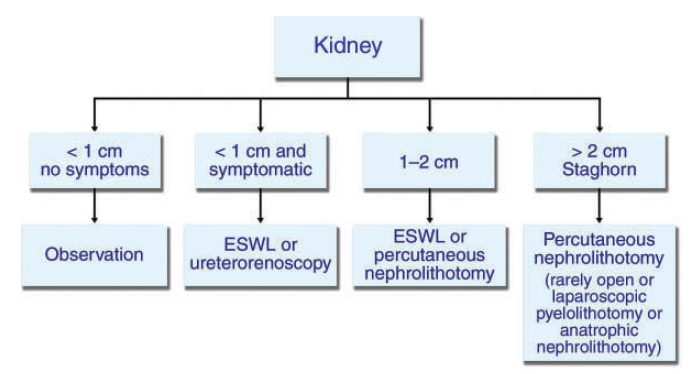 Kidney
< 1 cm
no symptoms
< 1 cm and
symptomatic
1–2 cm
> 2 cm
Staghorn
Observation
ESWL or
ureterorenoscopy
ESWL or
percutaneous
nephrolithotomy
Percutaneous
nephrolithotomy
(rarely open or
laparoscopic
pyelolithotomy or
anatrophic
nephrolithotomy)